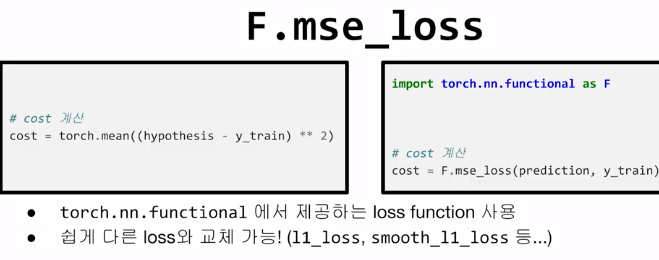 F.mse_loss
# cost 계산
cost = torch.mean((hypothesis - y_train) ** 2)
import torch.nn.functional as F
# cost 계산
cost = F.mse_loss(prediction, y_train)
● torch.nn.functional 에서 제공하는 loss function 사용
● 쉽게 다른 loss와 교체 가능! (l1_loss, smooth_l1_loss 등...)